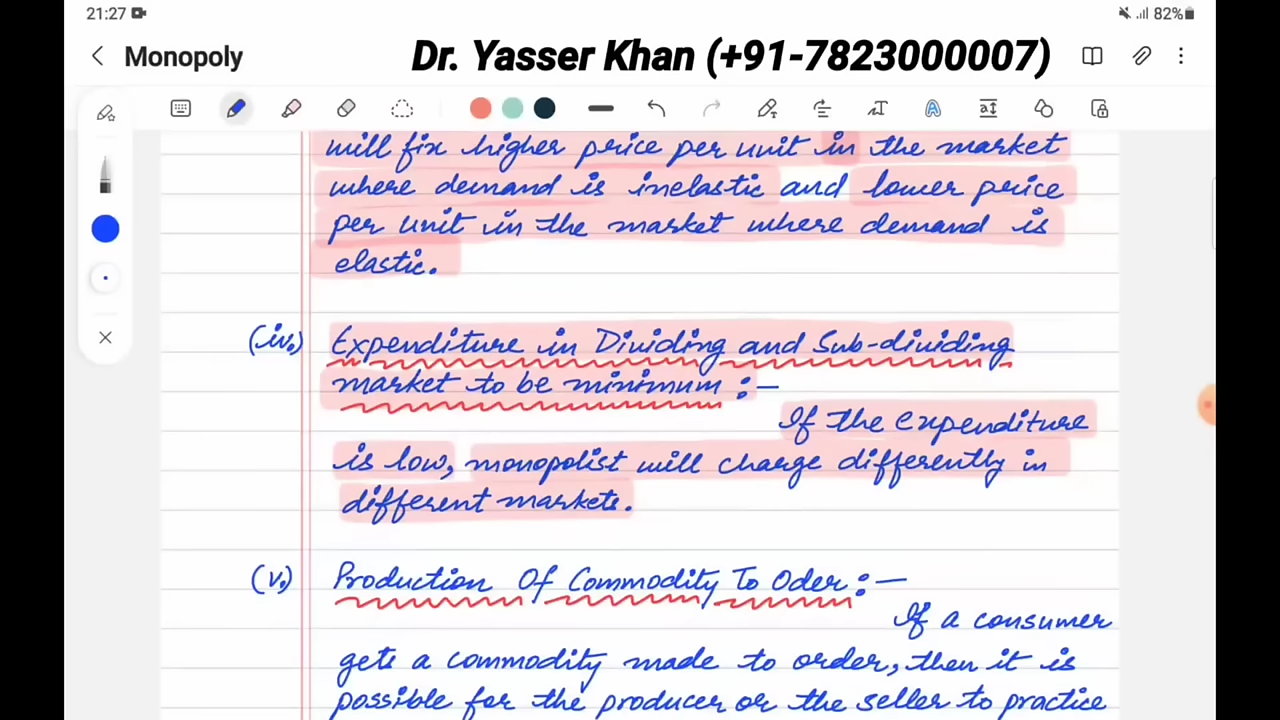 21:27
82%
Monopoly
Dr. Yasser Khan (+91-7823000007)
will fix higher price per unit in the market
where demand is inelastic and lower price
per unit in the market where demand is
elastic.
(iv.) Expenditure in Dividing and Sub-dividing
market to be minimum :-
If the Expenditure
is low, monopolist will charge differently in
different markets.
(v.) Production Of Commodity To Oder :-
If a consumer
gets a commodity made to order, then it is
possible for the producer or the seller to practice